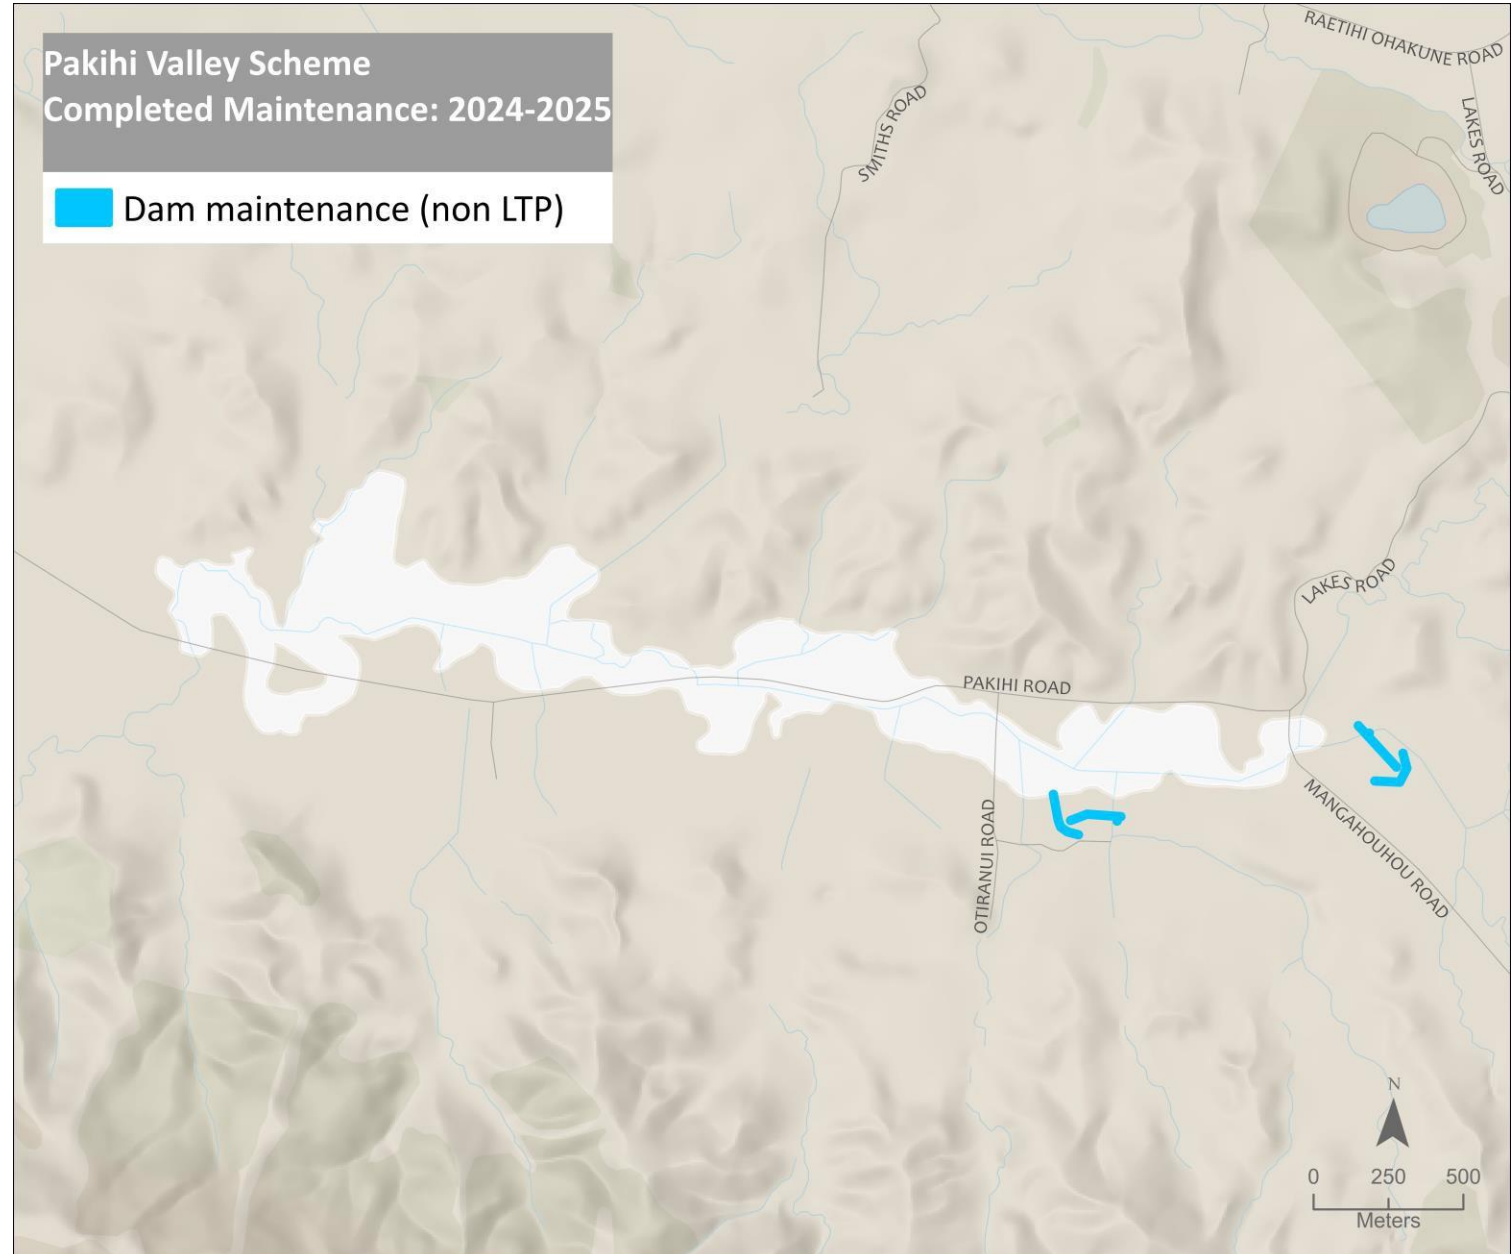 Pakihi Valley Scheme
Completed Maintenance: 2024-2025
Dam maintenance (non LTP)
RAETIHI OHAKUNE ROAD
LAKES ROAD
SMITHS ROAD
LAKES ROAD
PAKIHI ROAD
OTIRANUI ROAD
MANGAHOUHOU ROAD
N
0 250 500
Meters